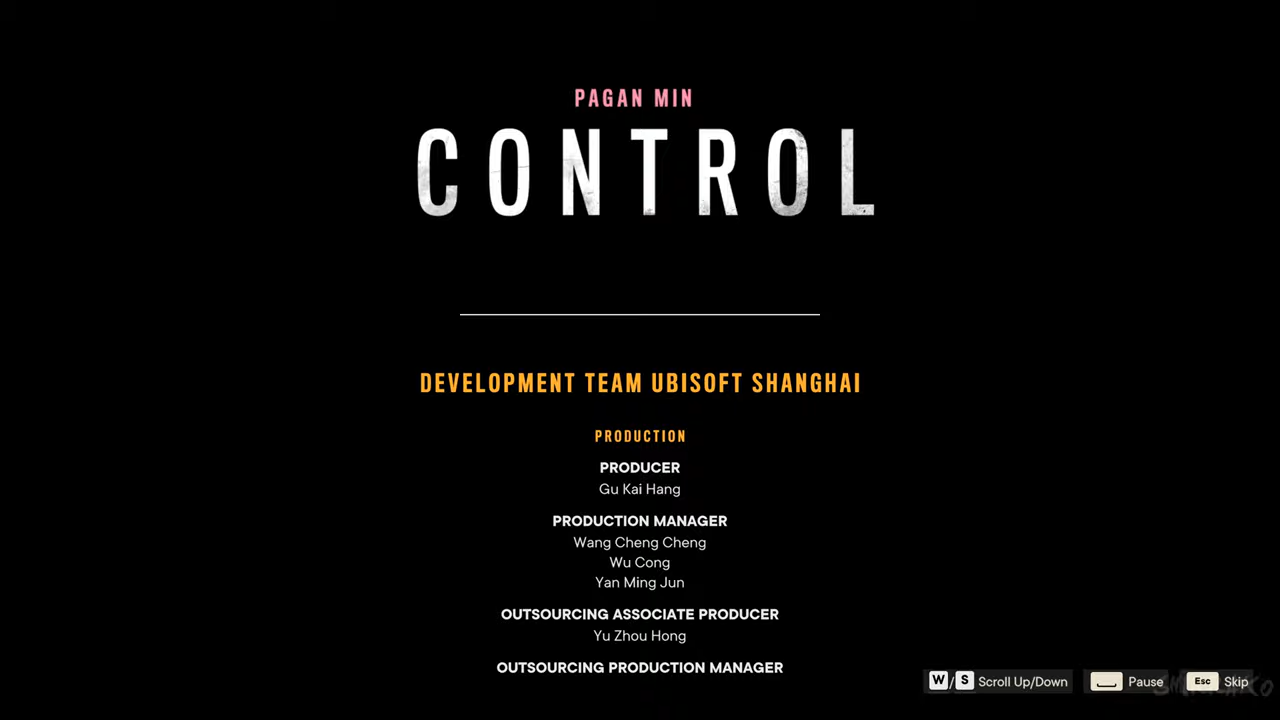 PAGAN MIN
CONTROL
DEVELOPMENT TEAM UBISOFT SHANGHAI
PRODUCTION
PRODUCER
Gu Kai Hang
PRODUCTION MANAGER
Wang Cheng Cheng
Wu Cong
Yan Ming Jun
OUTSOURCING ASSOCIATE PRODUCER
Yu Zhou Hong
OUTSOURCING PRODUCTION MANAGER
W/S Scroll Up/Down Pause Esc Skip